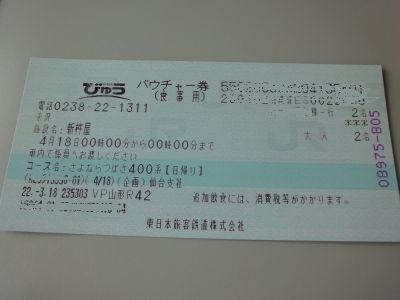 びゅう バウチャー券
(食事用)
電話0238-22-1311
米沢
施設名:新杵屋
4月18日00時00分から00時00分まで 大人 2名
車内で係員へお渡しください
コース名:さよならつばさ400系【日帰り】
4/18)(企画)仙台支社
22.-3.18 235303 VP山形R42 追加飲食には、消費税等がかかります。
東日本旅客鉄道株式会社
08975-805